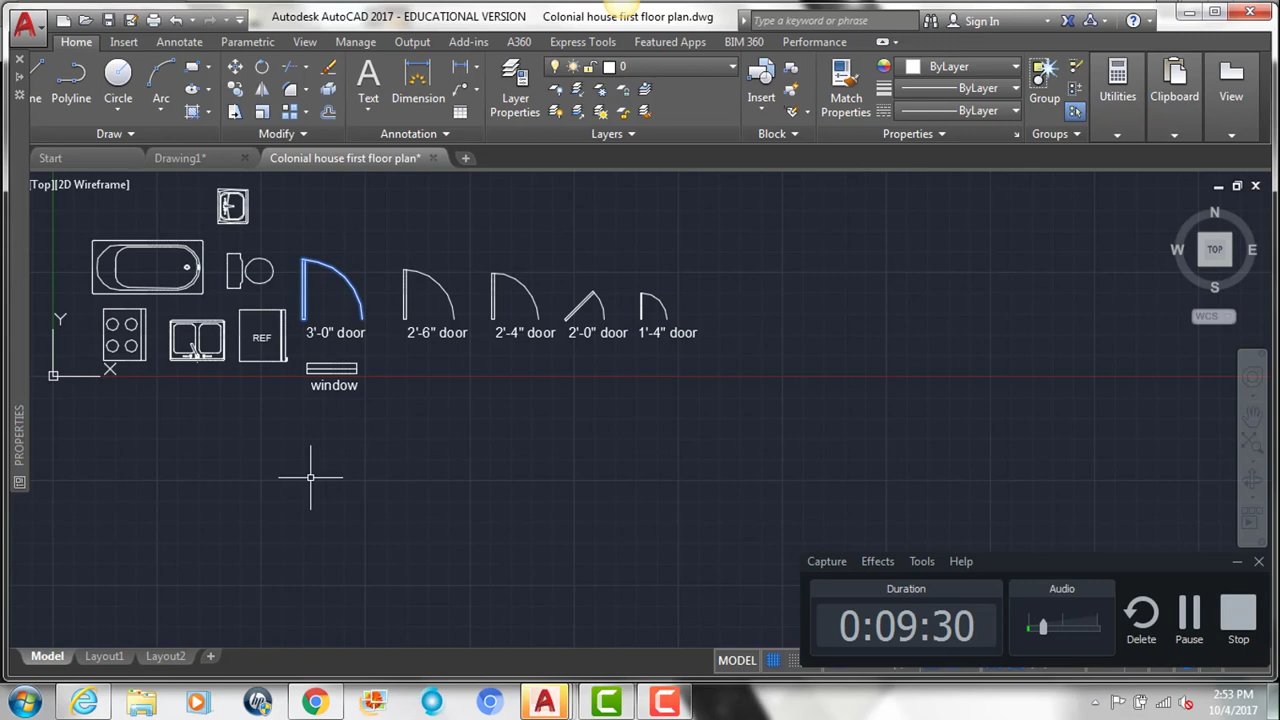 Autodesk AutoCAD 2017 - EDUCATIONAL VERSION Colonial house first floor plan.dwg
Type a keyword or phrase
Sign In
Home Insert Annotate Parametric View Manage Output Add-ins A360 Express Tools Featured Apps BIM 360 Performance
ne Polyline Circle Arc
Text Dimension
Layer Properties
0
Insert
Match Properties
ByLayer
ByLayer
ByLayer
Group
Utilities
Clipboard
View
Draw Modify Annotation Layers Block Properties Groups
Start Drawing1* Colonial house first floor plan*
[Top][2D Wireframe]
N
W TOP E
S
WCS
Y
X
REF
3'-0" door 2'-6" door 2'-4" door 2'-0" door 1'-4" door
window
PROPERTIES
Capture Effects Tools Help
Duration Audio
0:09:30
Delete Pause Stop
Model Layout1 Layout2
MODEL
2:53 PM
10/4/2017